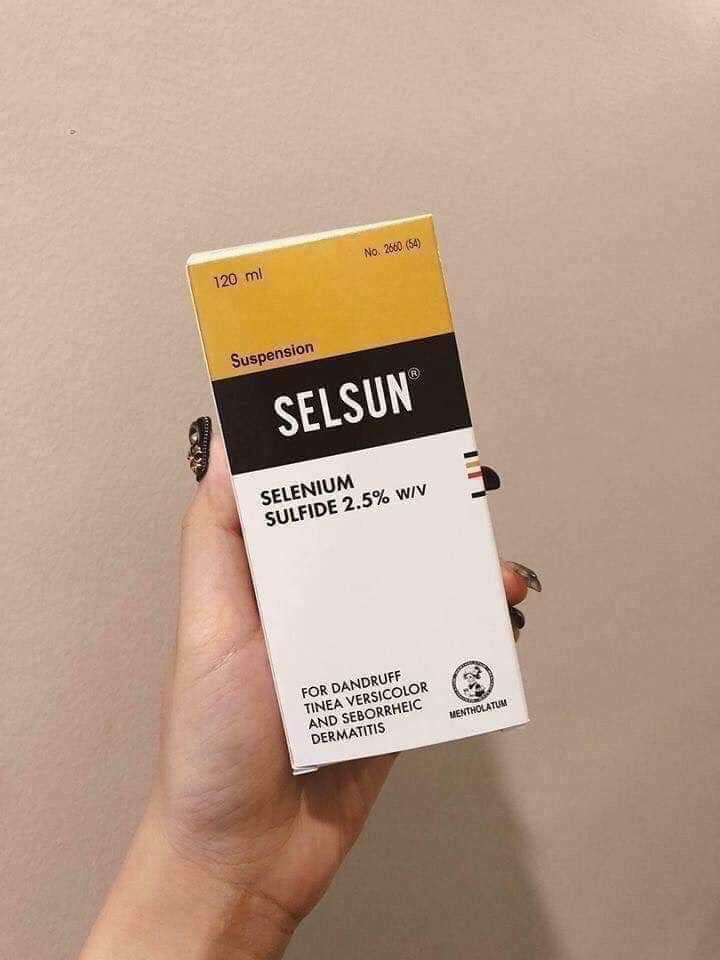 120 ml
No. 2660 (54)
Suspension
SELSUN®
SELENIUM
SULFIDE 2.5% W/V
FOR DANDRUFF
TINEA VERSICOLOR
AND SEBORRHEIC
DERMATITIS
MENTHOLATUM